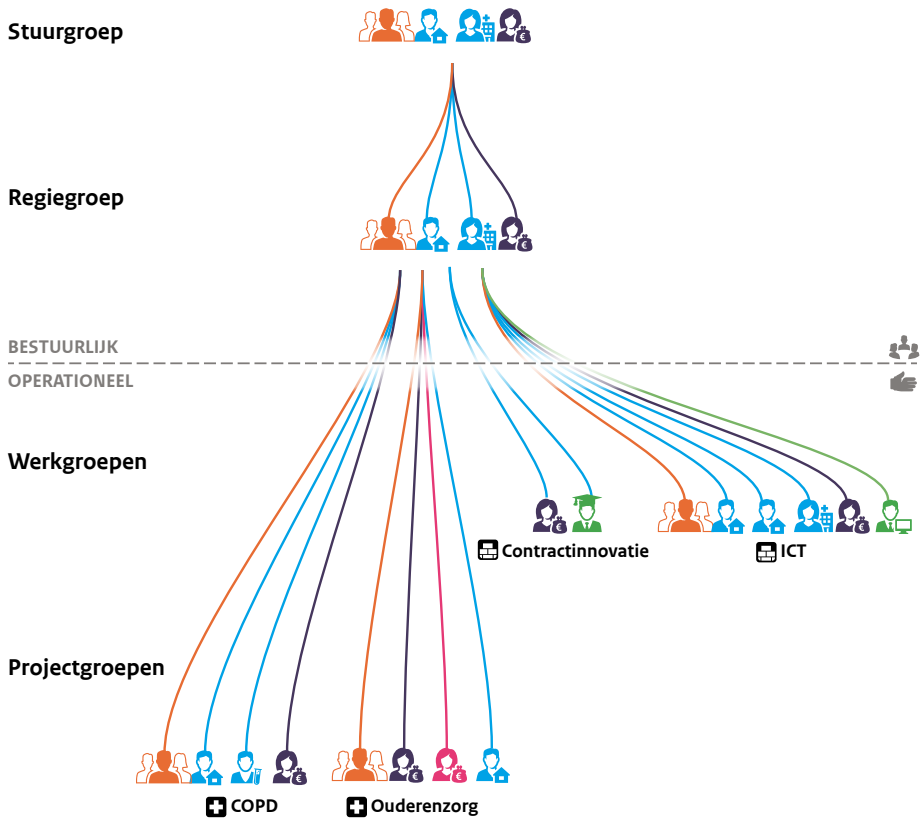 Stuurgroep
Regiegroep
BESTUURLIJK
OPERATIONEEL
Werkgroepen
Contractinnovatie
ICT
Projectgroepen
COPD
Ouderenzorg